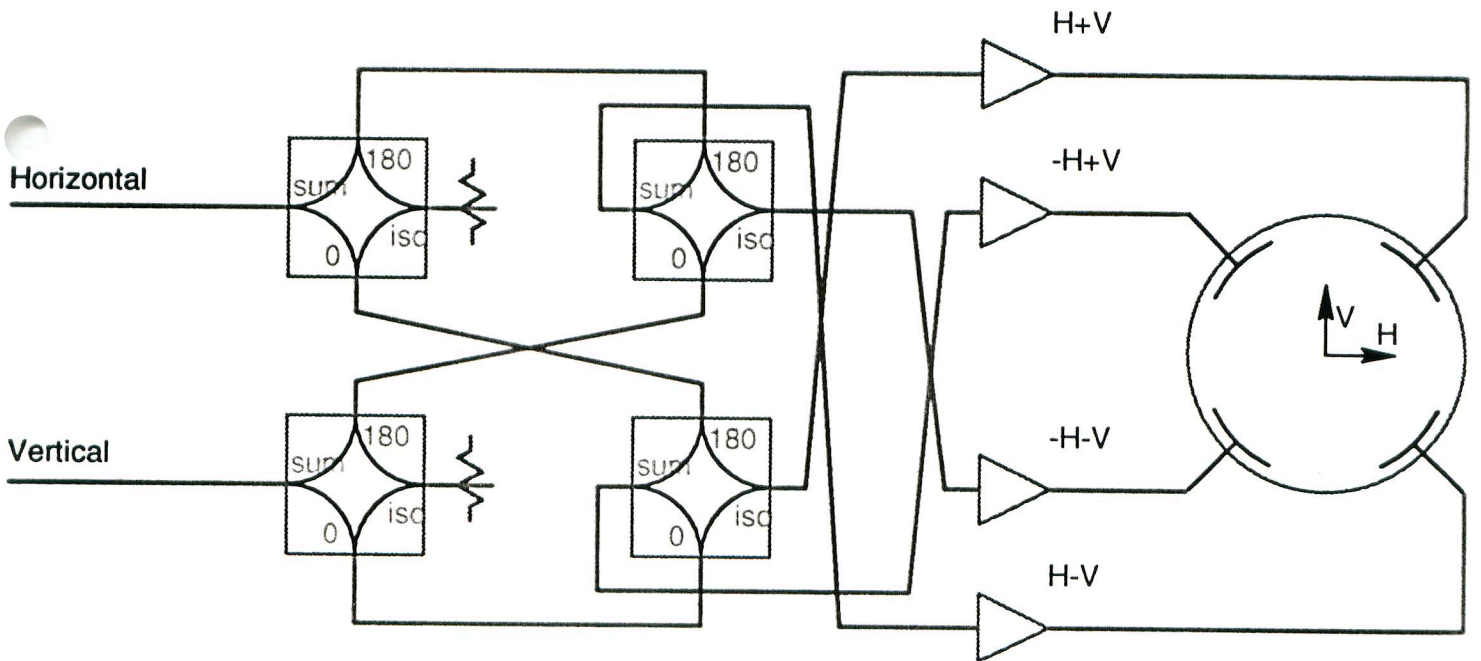 H+V
Horizontal
sum
180
0
iso
sum
180
0
iso
-H+V
V
H
Vertical
sum
180
0
iso
sum
180
0
iso
-H-V
H-V